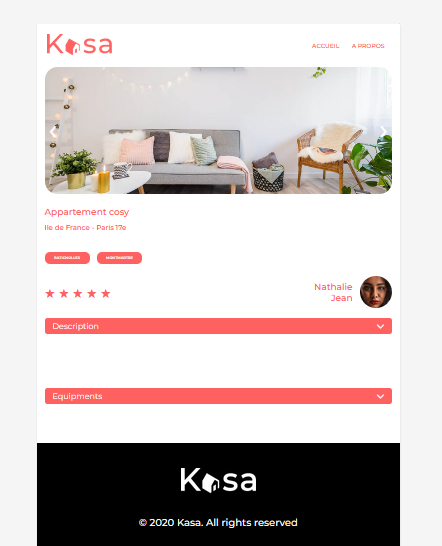 Kasa
ACCUEIL A PROPOS
Appartement cosy
Ile de France - Paris 17e
BATIGNOLLES MONTMARTRE
Nathalie
Jean
Description
Equipments
Kasa
© 2020 Kasa. All rights reserved